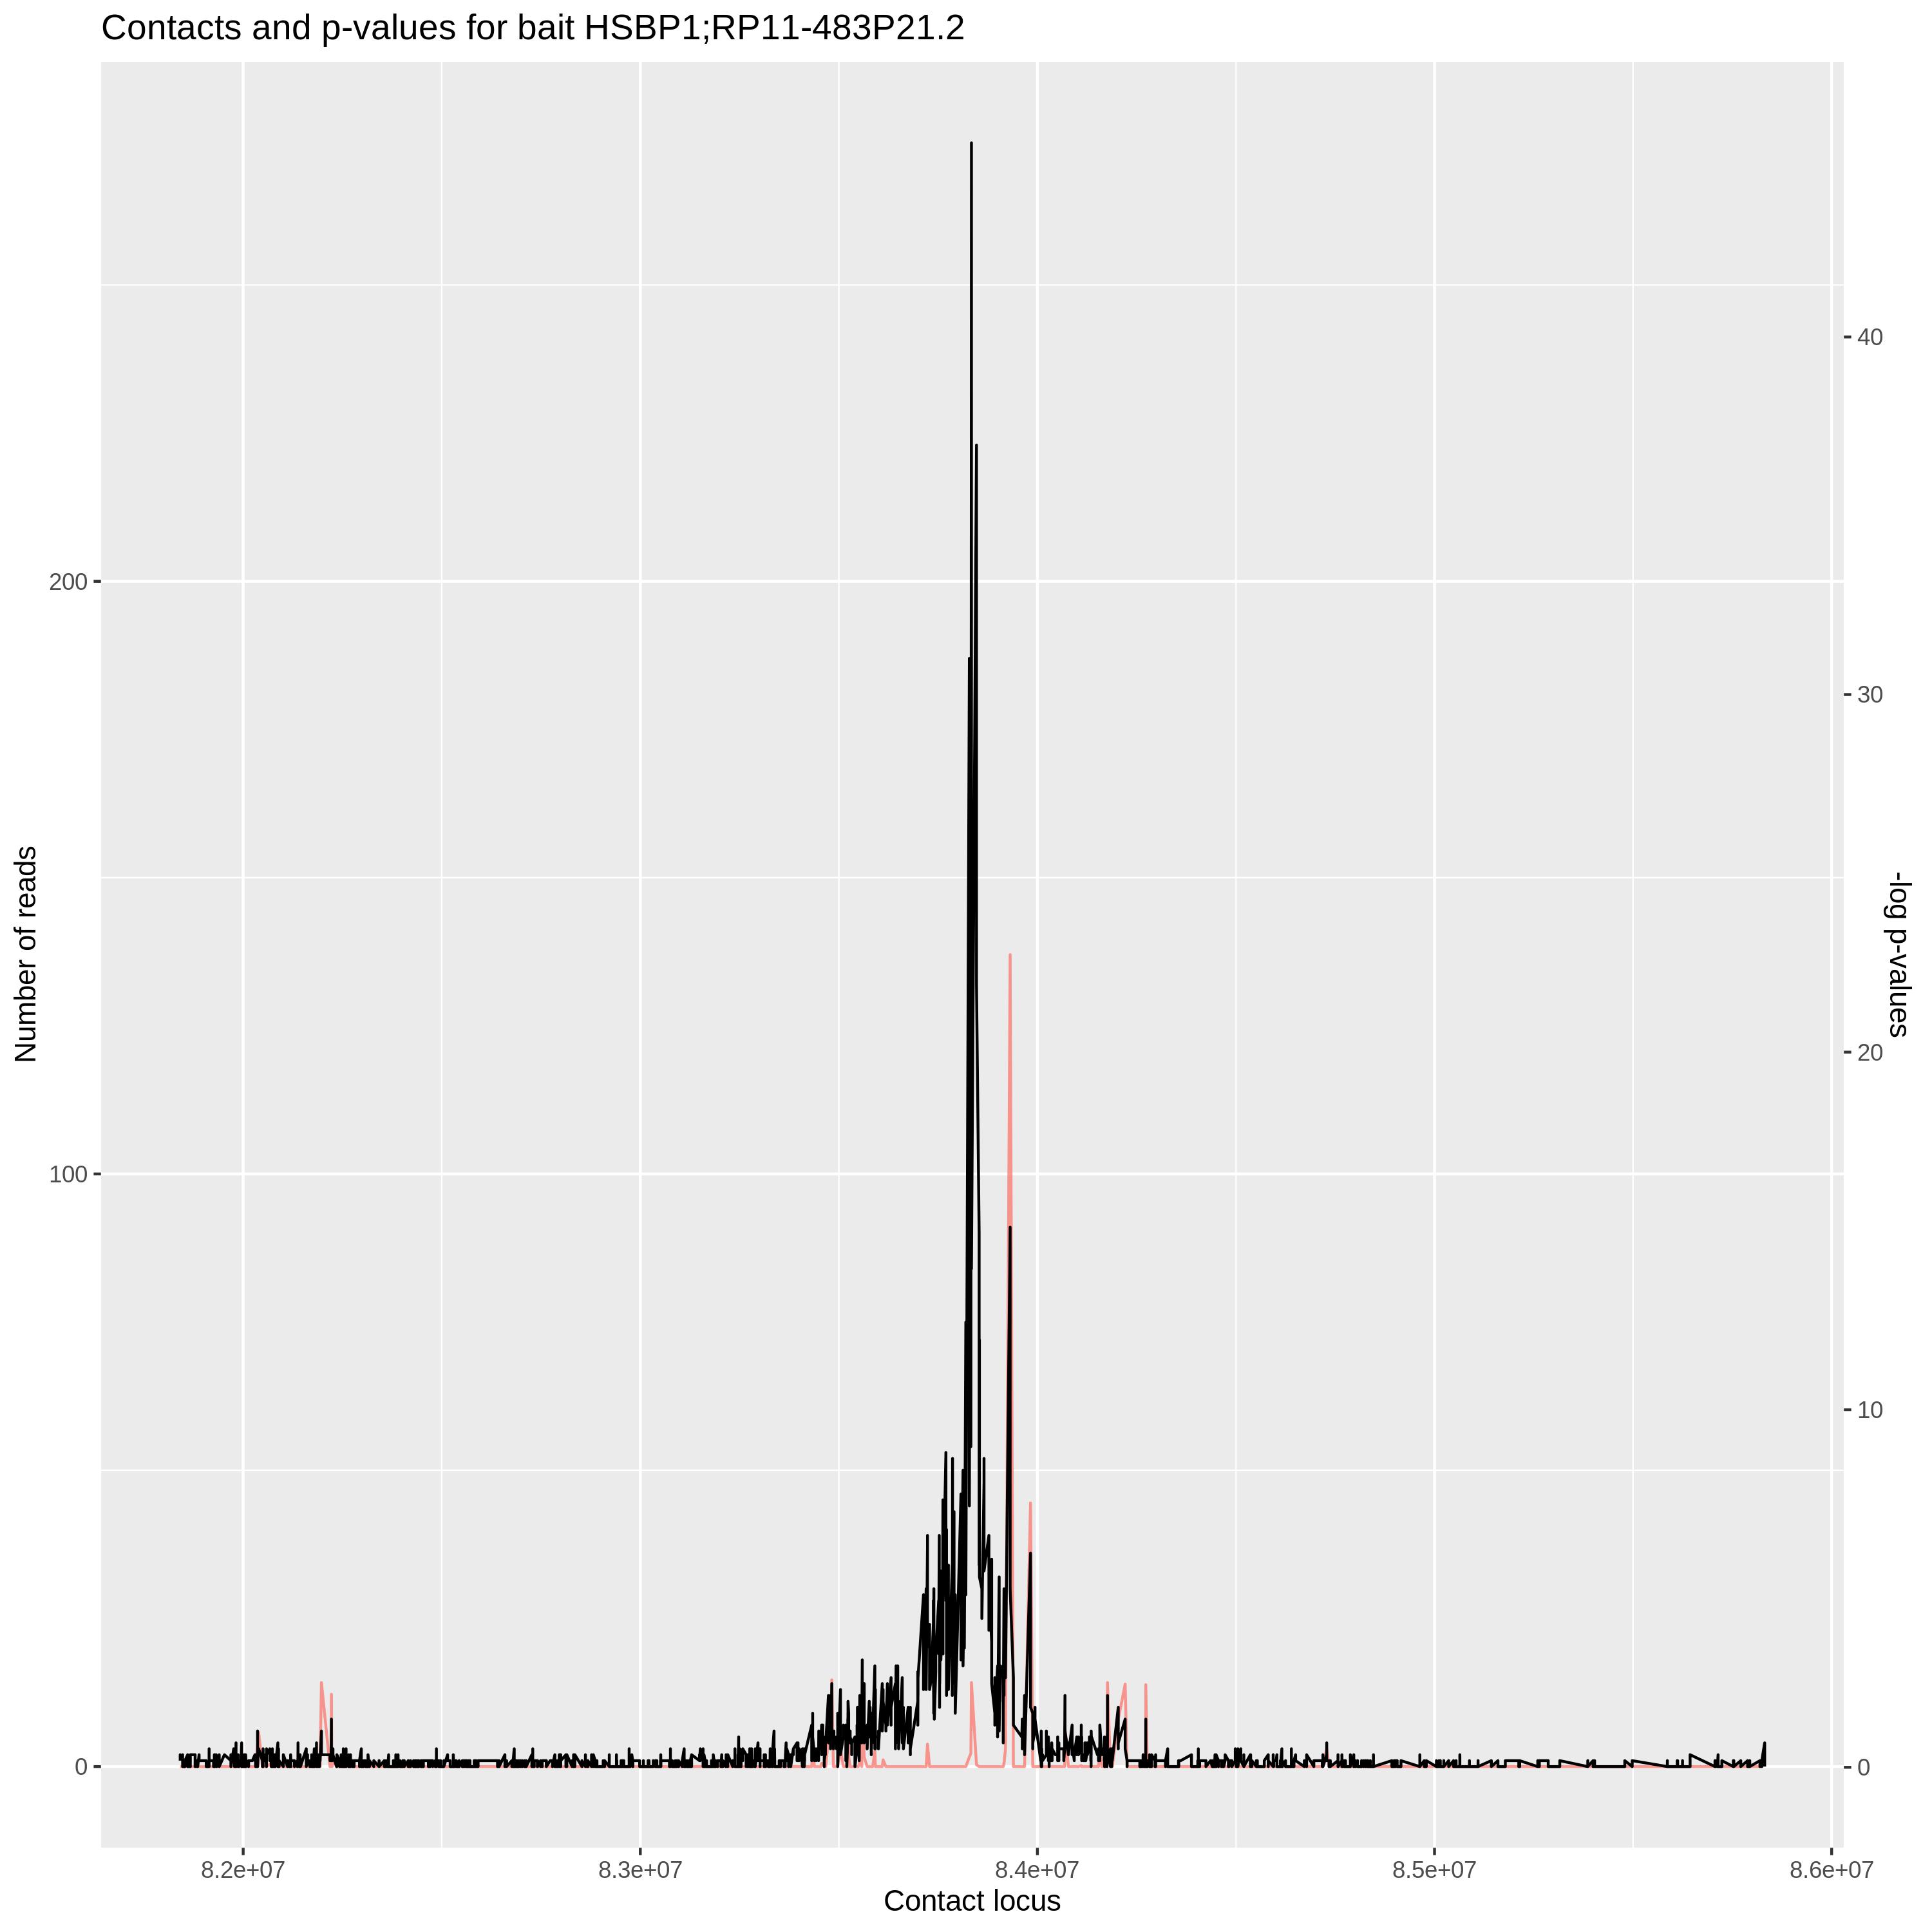 Contacts and p-values for bait HSBP1;RP11-483P21.2
Number of reads
200
100
0
40
30
20
10
0
-log p-values
8.2e+07
8.3e+07
8.4e+07
8.5e+07
8.6e+07
Contact locus